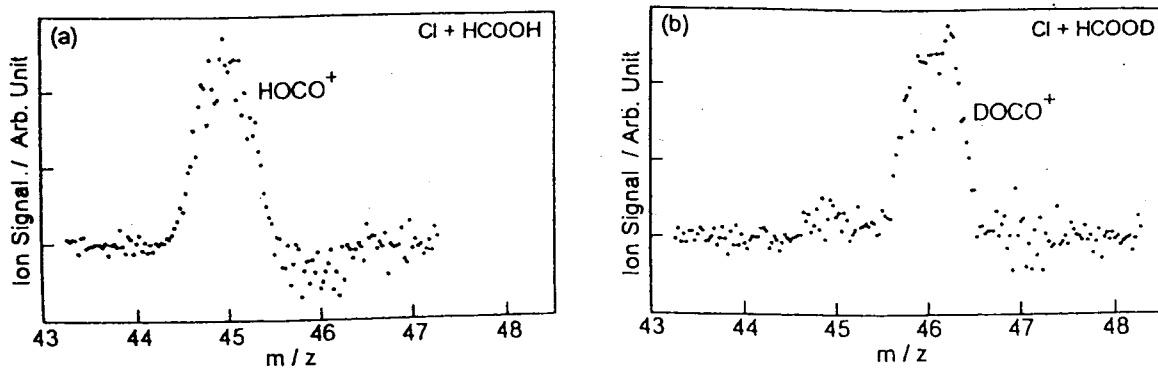 (a)
Cl + HCOOH
HOCO+
Ion Signal. / Arb. Unit
43 44 45 46 47 48
m / z
(b)
Cl + HCOOD
DOCO+
Ion Signal / Arb. Unit
43 44 45 46 47 48
m / z